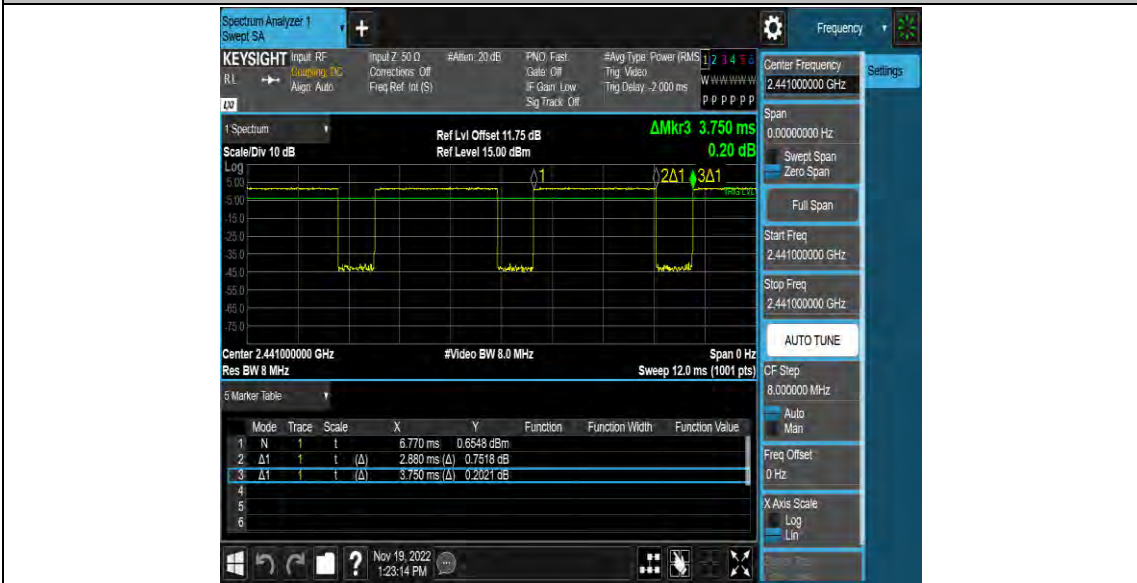 Spectrum Analyzer 1
Swept SA
+
Frequency
KEYSIGHT
Input: RF
Coupling: DC
Align: Auto
RL
LXI
Input Z: 50 Ω
Corrections: Off
Freq Ref: Int (S)
#Atten: 20 dB
PNO: Fast
Gate: Off
IF Gain: Low
Sig Track: Off
#Avg Type: Power (RMS
Trig: Video
Trig Delay: -2.000 ms
1 2 3 4 5 6
W W W W W W
P P P P P P
Center Frequency
2.441000000 GHz
Settings
1 Spectrum
Scale/Div 10 dB
Ref Lvl Offset 11.75 dB
Ref Level 15.00 dBm
ΔMkr3 3.750 ms
0.20 dB
Log
5.00
-5.00
-15.0
-25.0
-35.0
-45.0
-55.0
-65.0
-75.0
1
2Δ1
3Δ1
TRIG LVL
Center 2.441000000 GHz
Res BW 8 MHz
#Video BW 8.0 MHz
Span 0 Hz
Sweep 12.0 ms (1001 pts)
Span
0.00000000 Hz
Swept Span
Zero Span
Full Span
Start Freq
2.441000000 GHz
Stop Freq
2.441000000 GHz
AUTO TUNE
CF Step
8.000000 MHz
Auto
Man
Freq Offset
0 Hz
X Axis Scale
Log
Lin
5 Marker Table
Mode Trace Scale X Y Function Function Width Function Value
1 N 1 t 6.770 ms 0.6548 dBm
2 Δ1 1 t (Δ) 2.880 ms (Δ) 0.7518 dB
3 Δ1 1 t (Δ) 3.750 ms (Δ) 0.2021 dB
4
5
6
?
Nov 19, 2022
1:23:14 PM